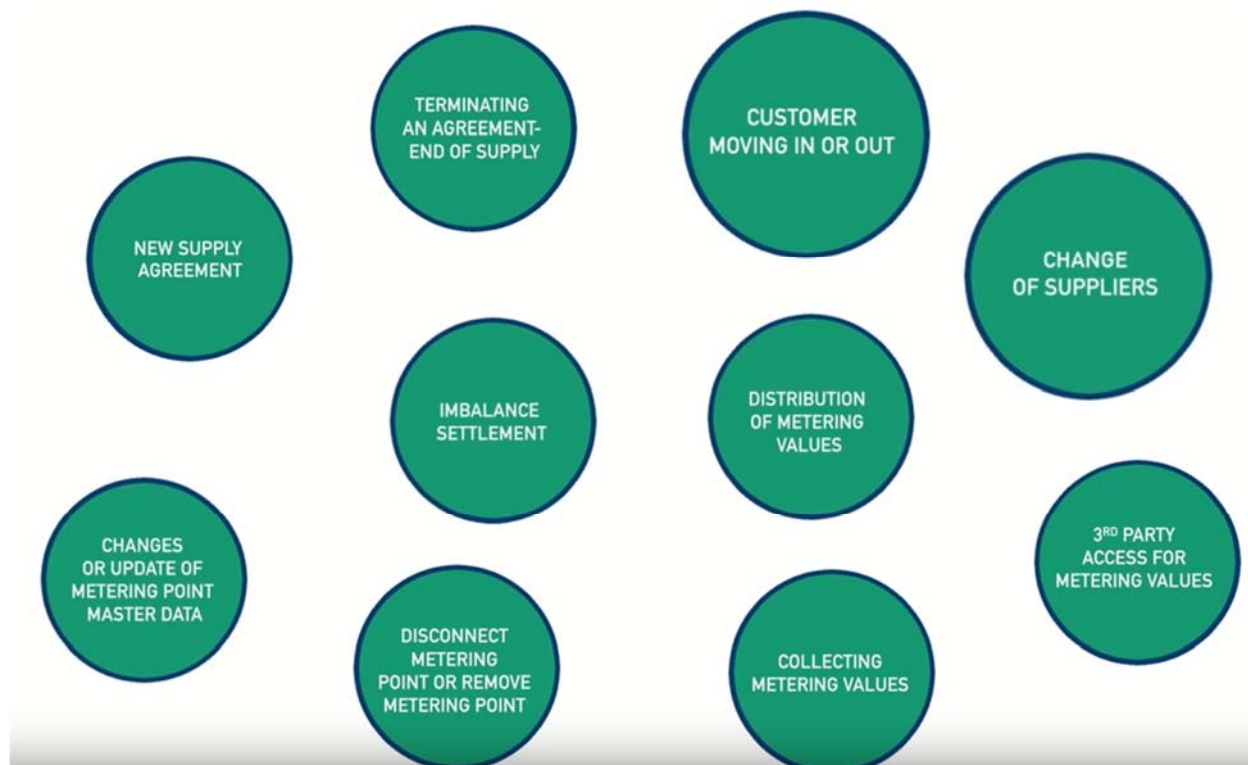 TERMINATING
AN AGREEMENT-
END OF SUPPLY
CUSTOMER
MOVING IN OR OUT
NEW SUPPLY
AGREEMENT
CHANGE
OF SUPPLIERS
IMBALANCE
SETTLEMENT
DISTRIBUTION
OF METERING
VALUES
CHANGES
OR UPDATE OF
METERING POINT
MASTER DATA
3RD PARTY
ACCESS FOR
METERING VALUES
DISCONNECT
METERING
POINT OR REMOVE
METERING POINT
COLLECTING
METERING VALUES